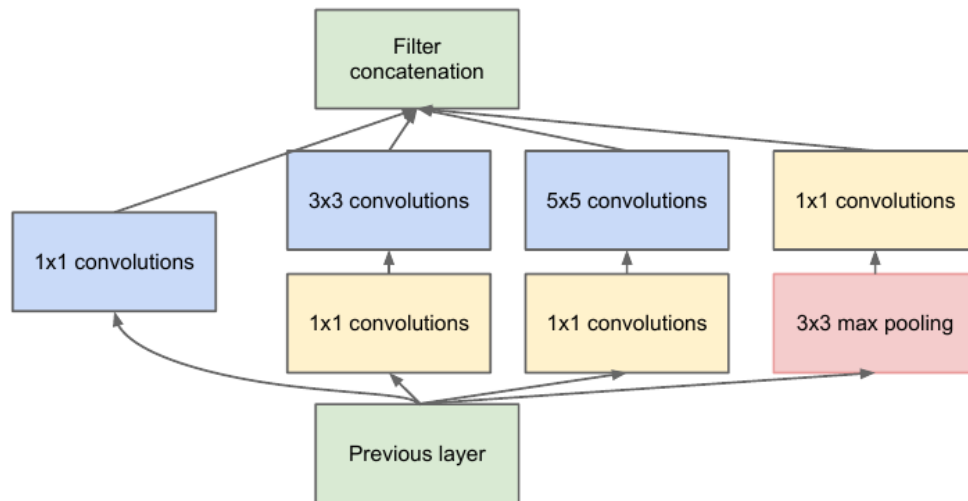 Filter
concatenation
3x3 convolutions
5x5 convolutions
1x1 convolutions
1x1 convolutions
1x1 convolutions
1x1 convolutions
3x3 max pooling
Previous layer